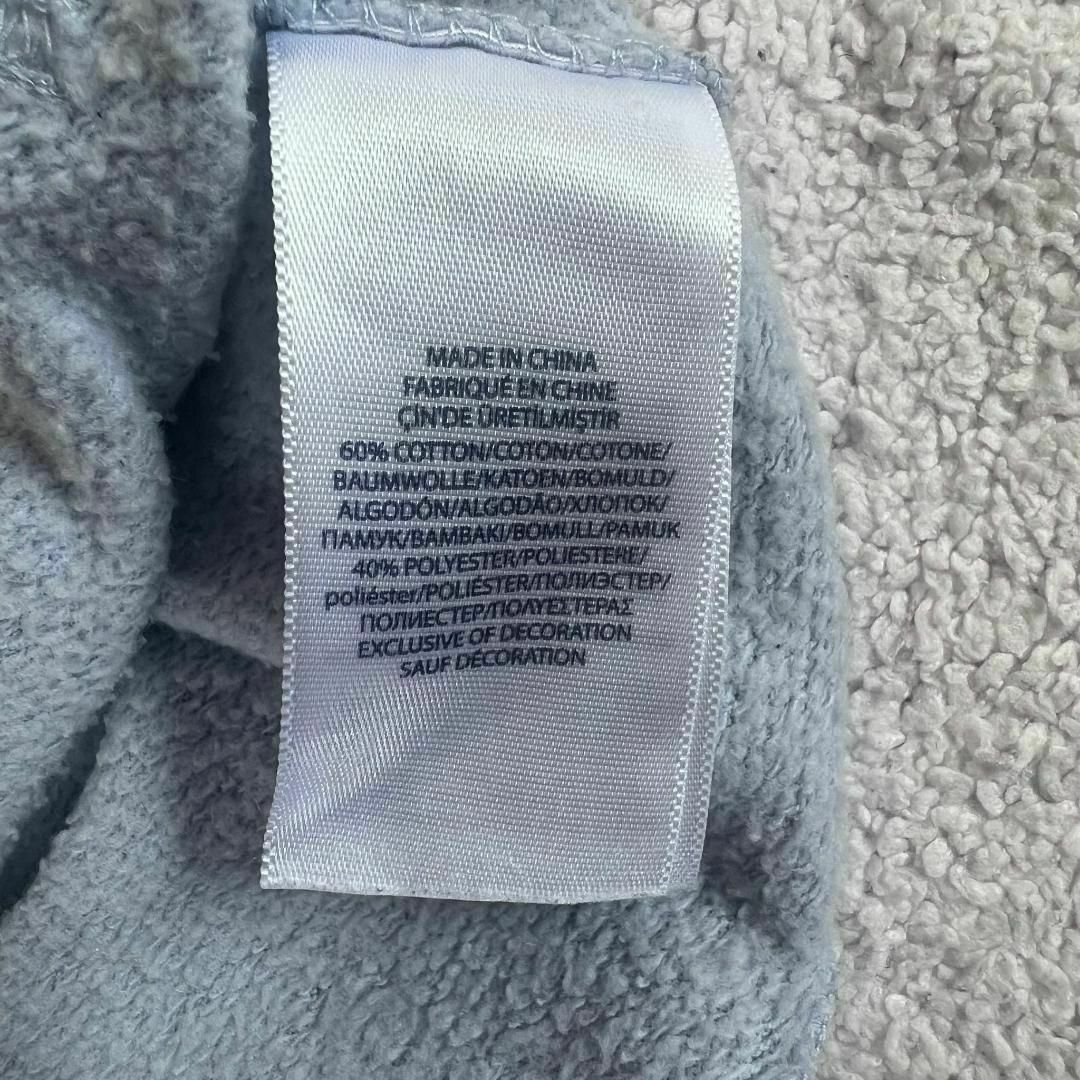 MADE IN CHINA
FABRIQUÉ EN CHINE
ÇİN'DE ÜRETİLMİŞTİR
60% COTTON/COTON/COTONE/
BAUMWOLLE/KATOEN/BOMULD/
ALGODÓN/ALGODÃO/ХЛОПОК/
ПАМУК/ΒΑΜΒΑΚΙ/BOMULL/PAMUK
40% POLYESTER/POLIESTERE/
poliéster/POLIÉSTER/ПОЛИЭСТЕР/
ПОЛИЕСТЕР/ΠΟΛΥΕΣΤΕΡΑΣ
EXCLUSIVE OF DECORATION
SAUF DÉCORATION